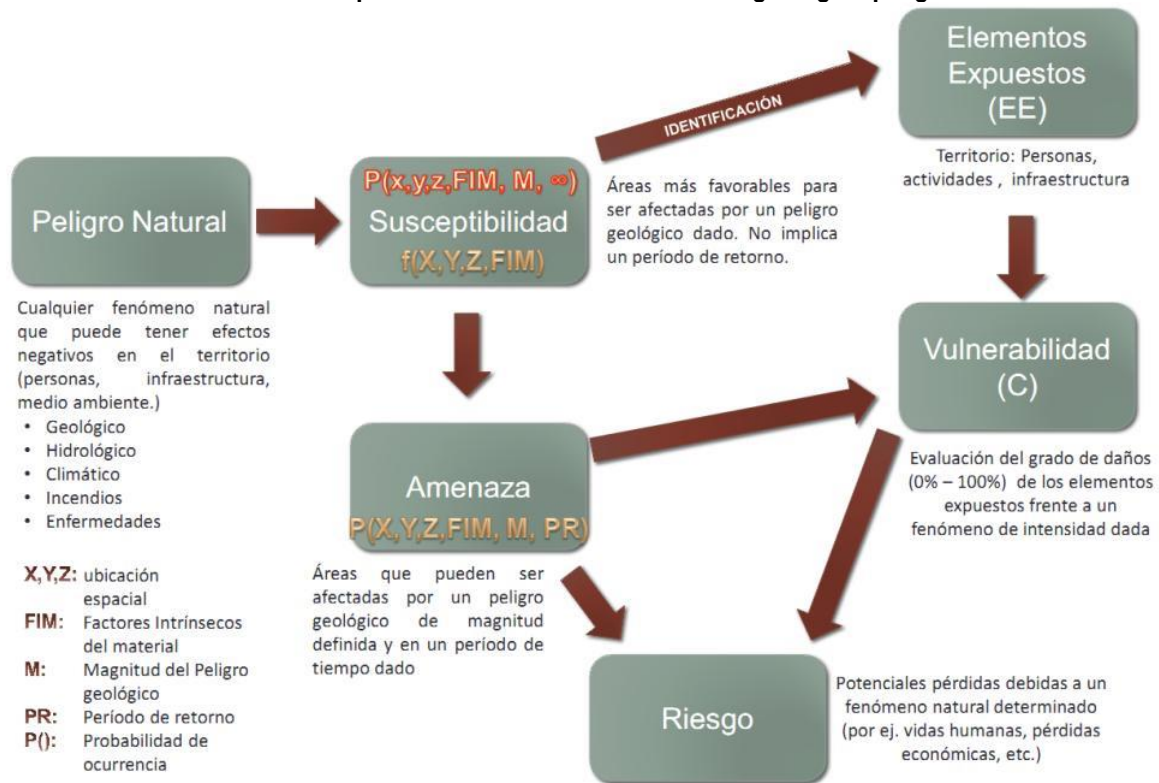 Peligro Natural
Cualquier fenómeno natural
que puede tener efectos
negativos en el territorio
(personas, infraestructura,
medio ambiente.)
• Geológico
• Hidrológico
• Climático
• Incendios
• Enfermedades
X,Y,Z: ubicación
espacial
FIM: Factores Intrínsecos
del material
M: Magnitud del Peligro
geológico
PR: Período de retorno
P(): Probabilidad de
ocurrencia
P(x,y,z,FIM, M, ∞)
Susceptibilidad
f(X,Y,Z,FIM)
Áreas más favorables para
ser afectadas por un peligro
geológico dado. No implica
un período de retorno.
IDENTIFICACIÓN
Elementos
Expuestos
(EE)
Territorio: Personas,
actividades , infraestructura
Amenaza
P(X,Y,Z,FIM, M, PR)
Áreas que pueden ser
afectadas por un peligro
geológico de magnitud
definida y en un período de
tiempo dado
Vulnerabilidad
(C)
Evaluación del grado de daños
(0% – 100%) de los elementos
expuestos frente a un
fenómeno de intensidad dada
Riesgo
Potenciales pérdidas debidas a un
fenómeno natural determinado
(por ej. vidas humanas, pérdidas
económicas, etc.)